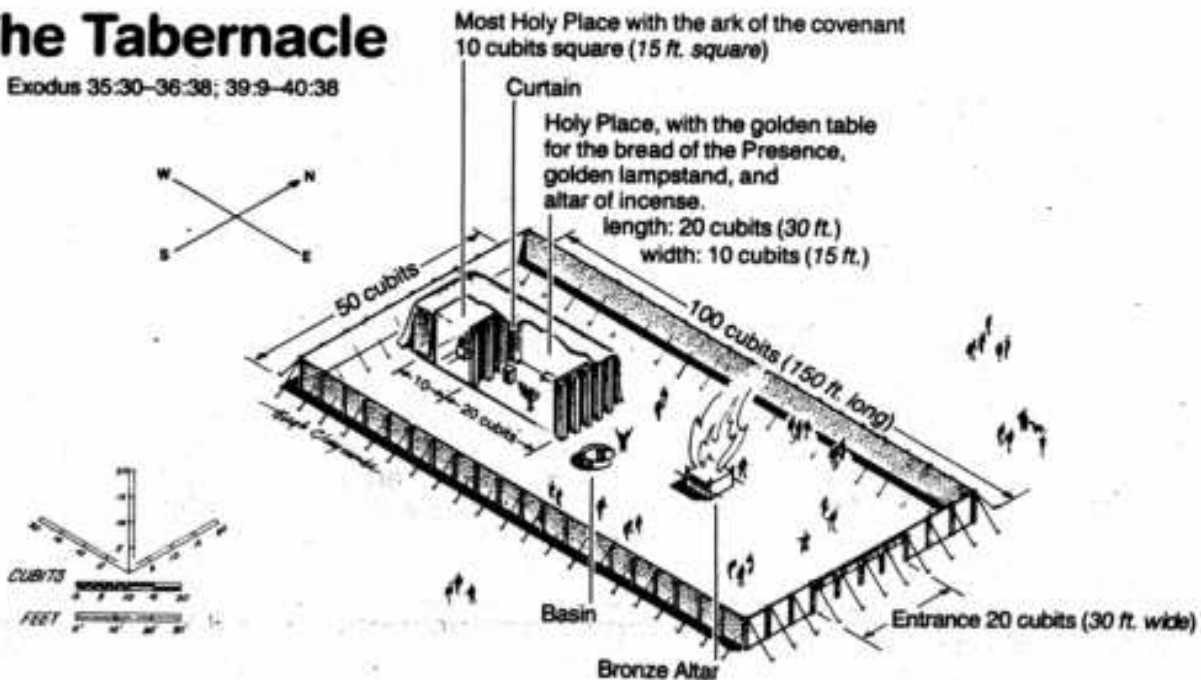 he Tabernacle
Exodus 35:30–36:38; 39:9–40:38
Most Holy Place with the ark of the covenant
10 cubits square (15 ft. square)
Curtain
Holy Place, with the golden table
for the bread of the Presence,
golden lampstand, and
altar of incense.
length: 20 cubits (30 ft.)
width: 10 cubits (15 ft.)
W
N
S
E
50 cubits
100 cubits (150 ft. long)
10
20 cubits
CUBITS
FEET
Basin
Bronze Altar
Entrance 20 cubits (30 ft. wide)